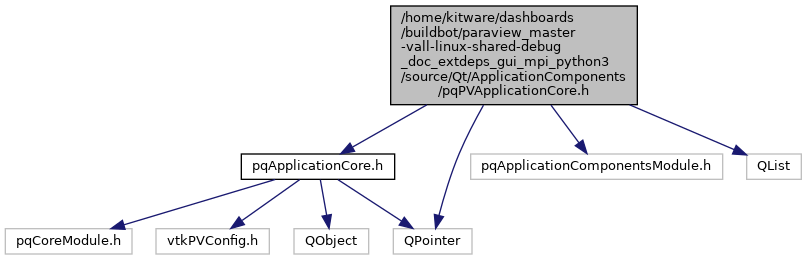 /home/kitware/dashboards
/buildbot/paraview_master
-vall-linux-shared-debug
_doc_extdeps_gui_mpi_python3
/source/Qt/ApplicationComponents
/pqPVApplicationCore.h
pqApplicationCore.h
pqApplicationComponentsModule.h
QList
pqCoreModule.h
vtkPVConfig.h
QObject
QPointer